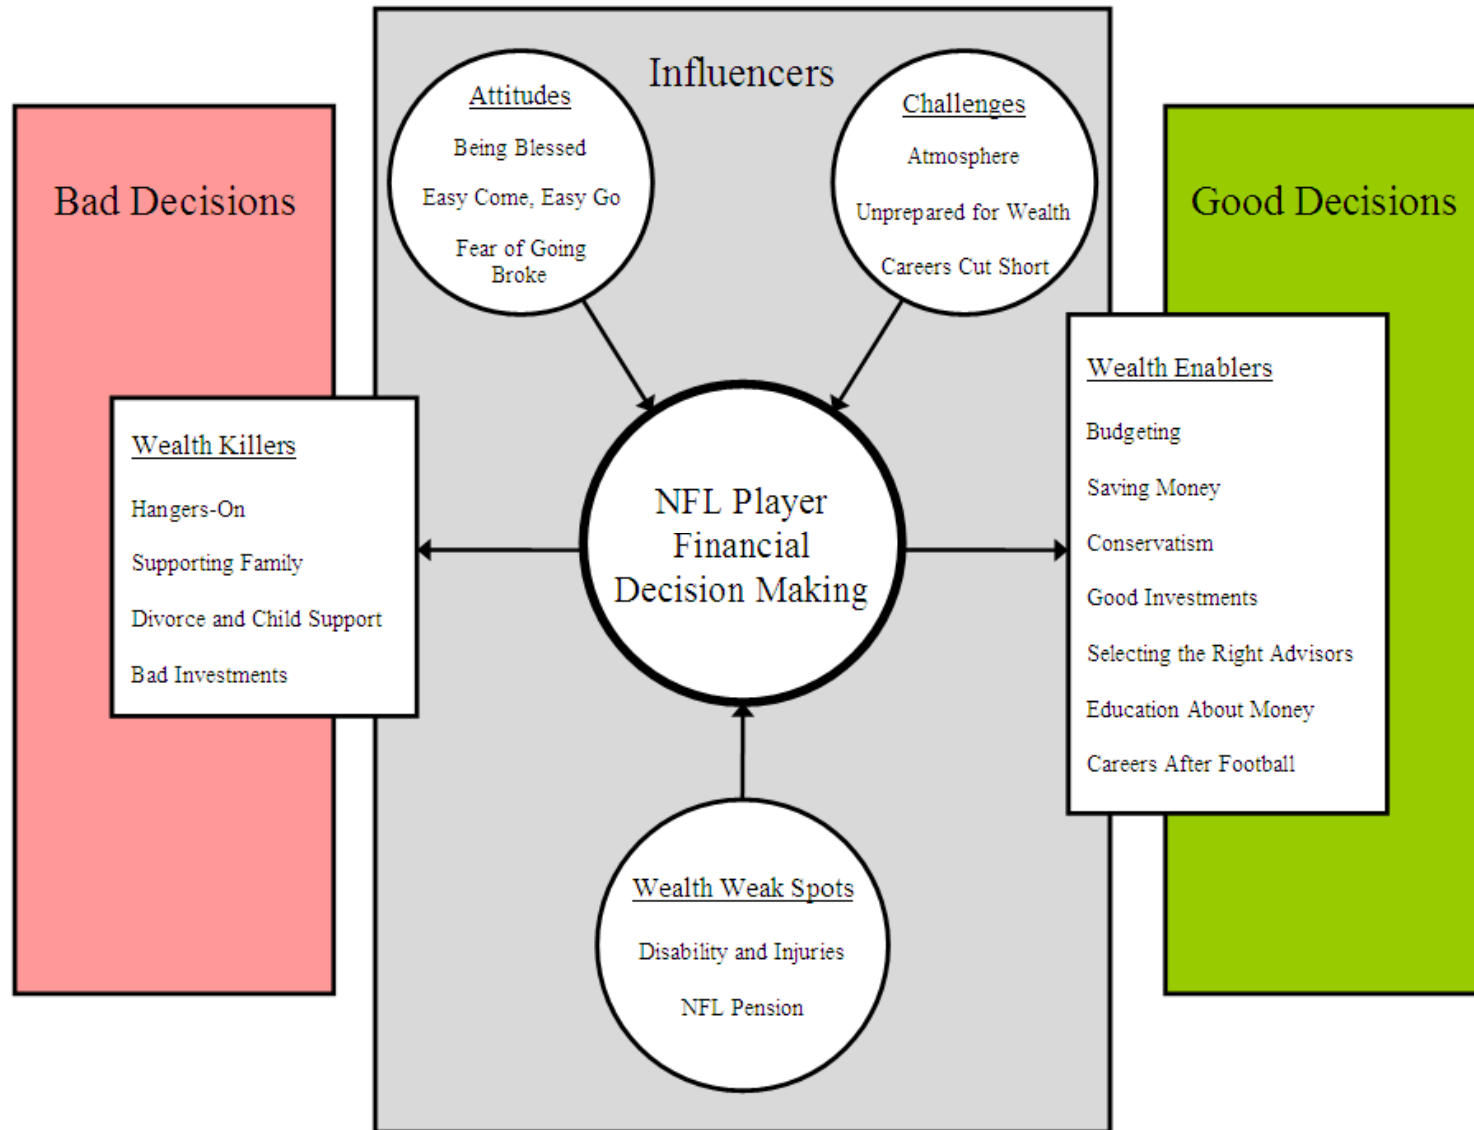 Influencers
Attitudes
Being Blessed
Easy Come, Easy Go
Fear of Going
Broke
Challenges
Atmosphere
Unprepared for Wealth
Careers Cut Short
Bad Decisions
Good Decisions
Wealth Killers
Hangers-On
Supporting Family
Divorce and Child Support
Bad Investments
NFL Player
Financial
Decision Making
Wealth Enablers
Budgeting
Saving Money
Conservatism
Good Investments
Selecting the Right Advisors
Education About Money
Careers After Football
Wealth Weak Spots
Disability and Injuries
NFL Pension